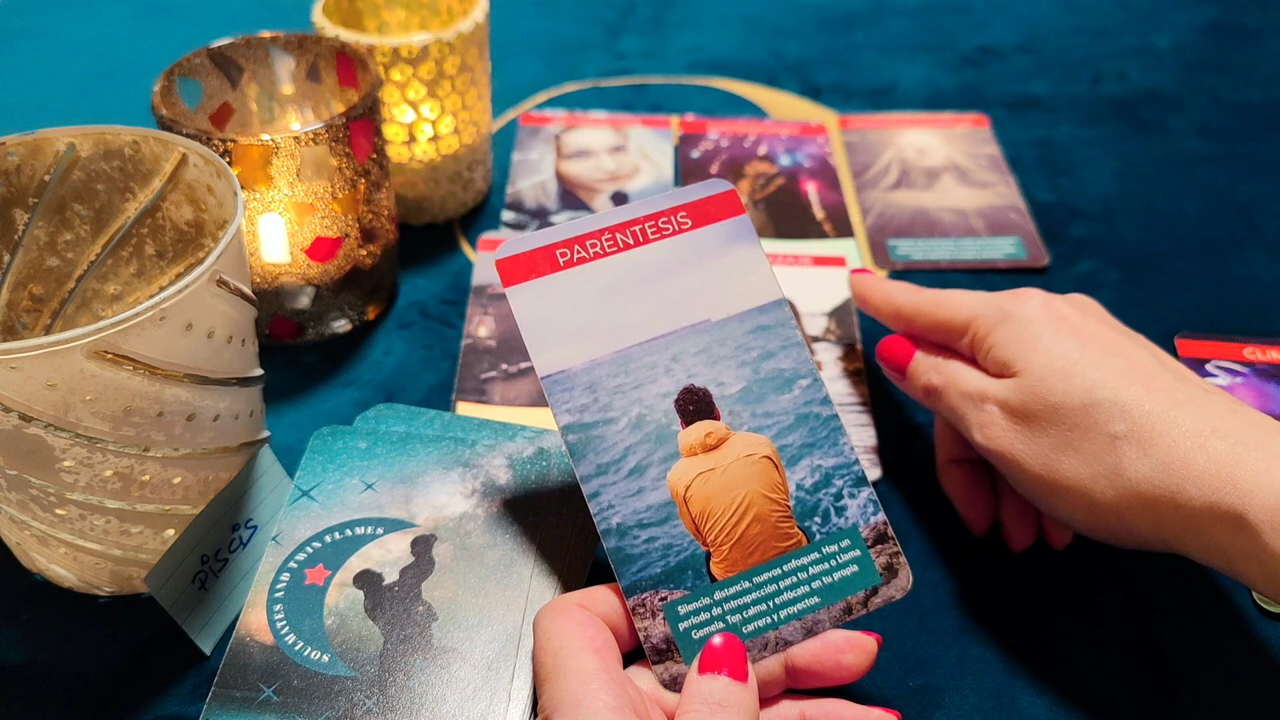 PARÉNTESIS
Silencio, distancia, nuevos enfoques. Hay un
periodo de introspección para tu Alma o Llama
Gemela. Ten calma y enfócate en tu propia
carrera y proyectos.
SOULMATES AND TWIN FLAMES
PISCIS